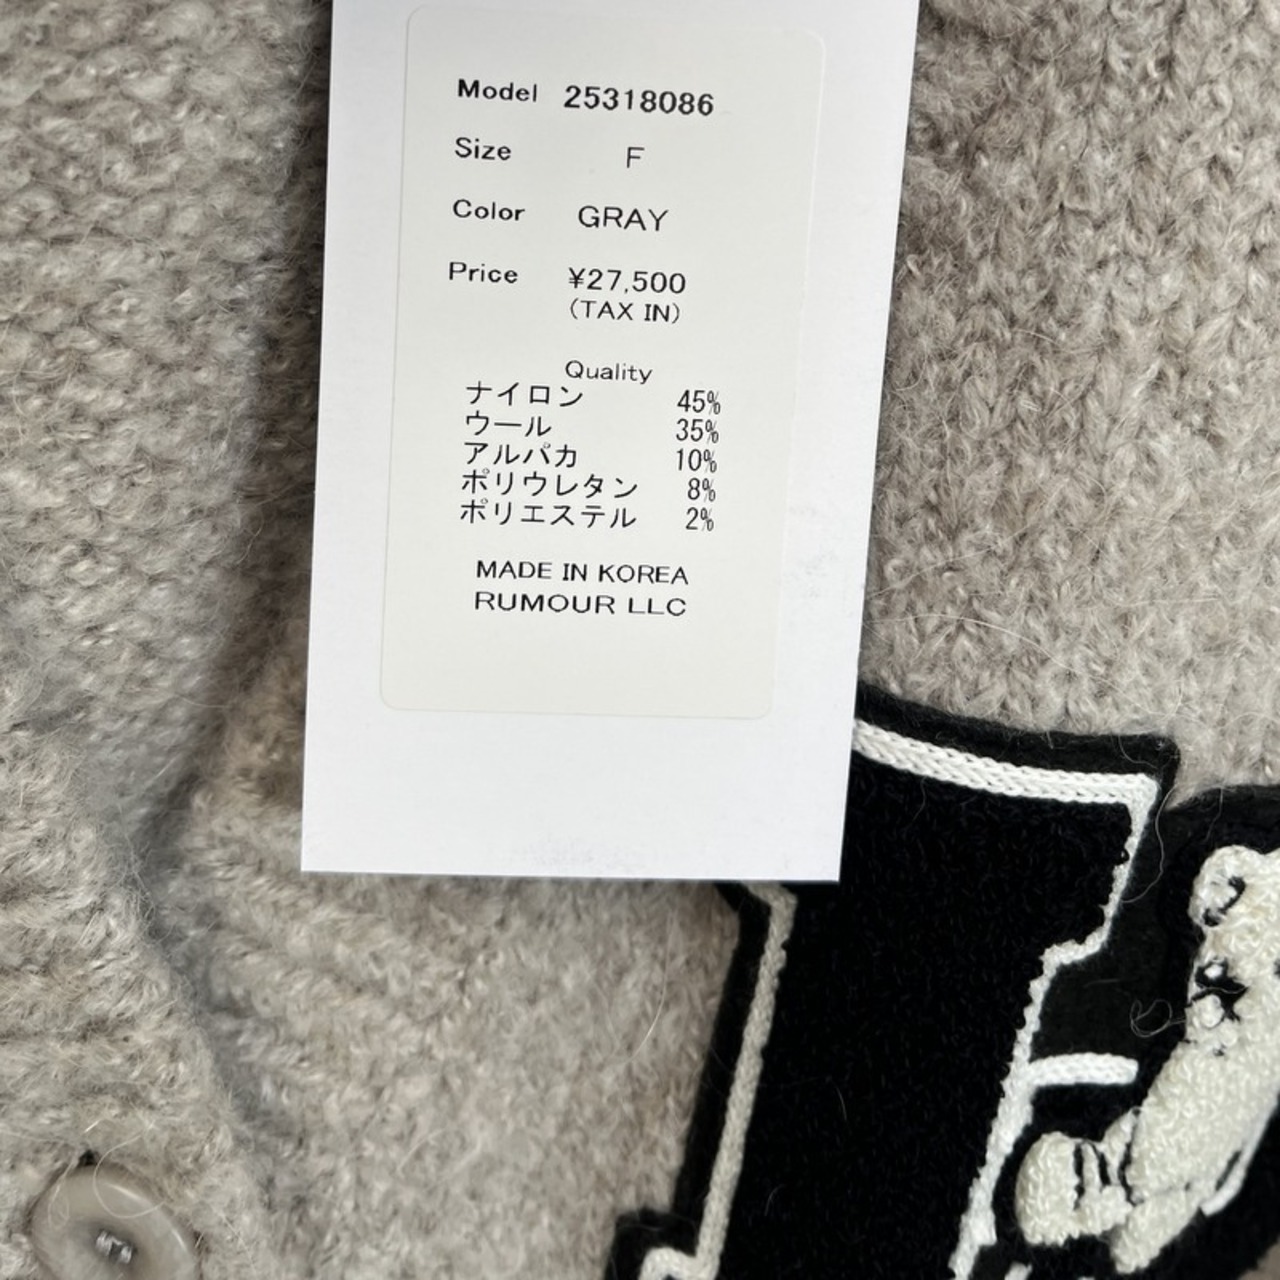 Model 25318086
Size F
Color GRAY
Price ¥27,500
(TAX IN)
Quality
ナイロン 45%
ウール 35%
アルパカ 10%
ポリウレタン 8%
ポリエステル 2%
MADE IN KOREA
RUMOUR LLC